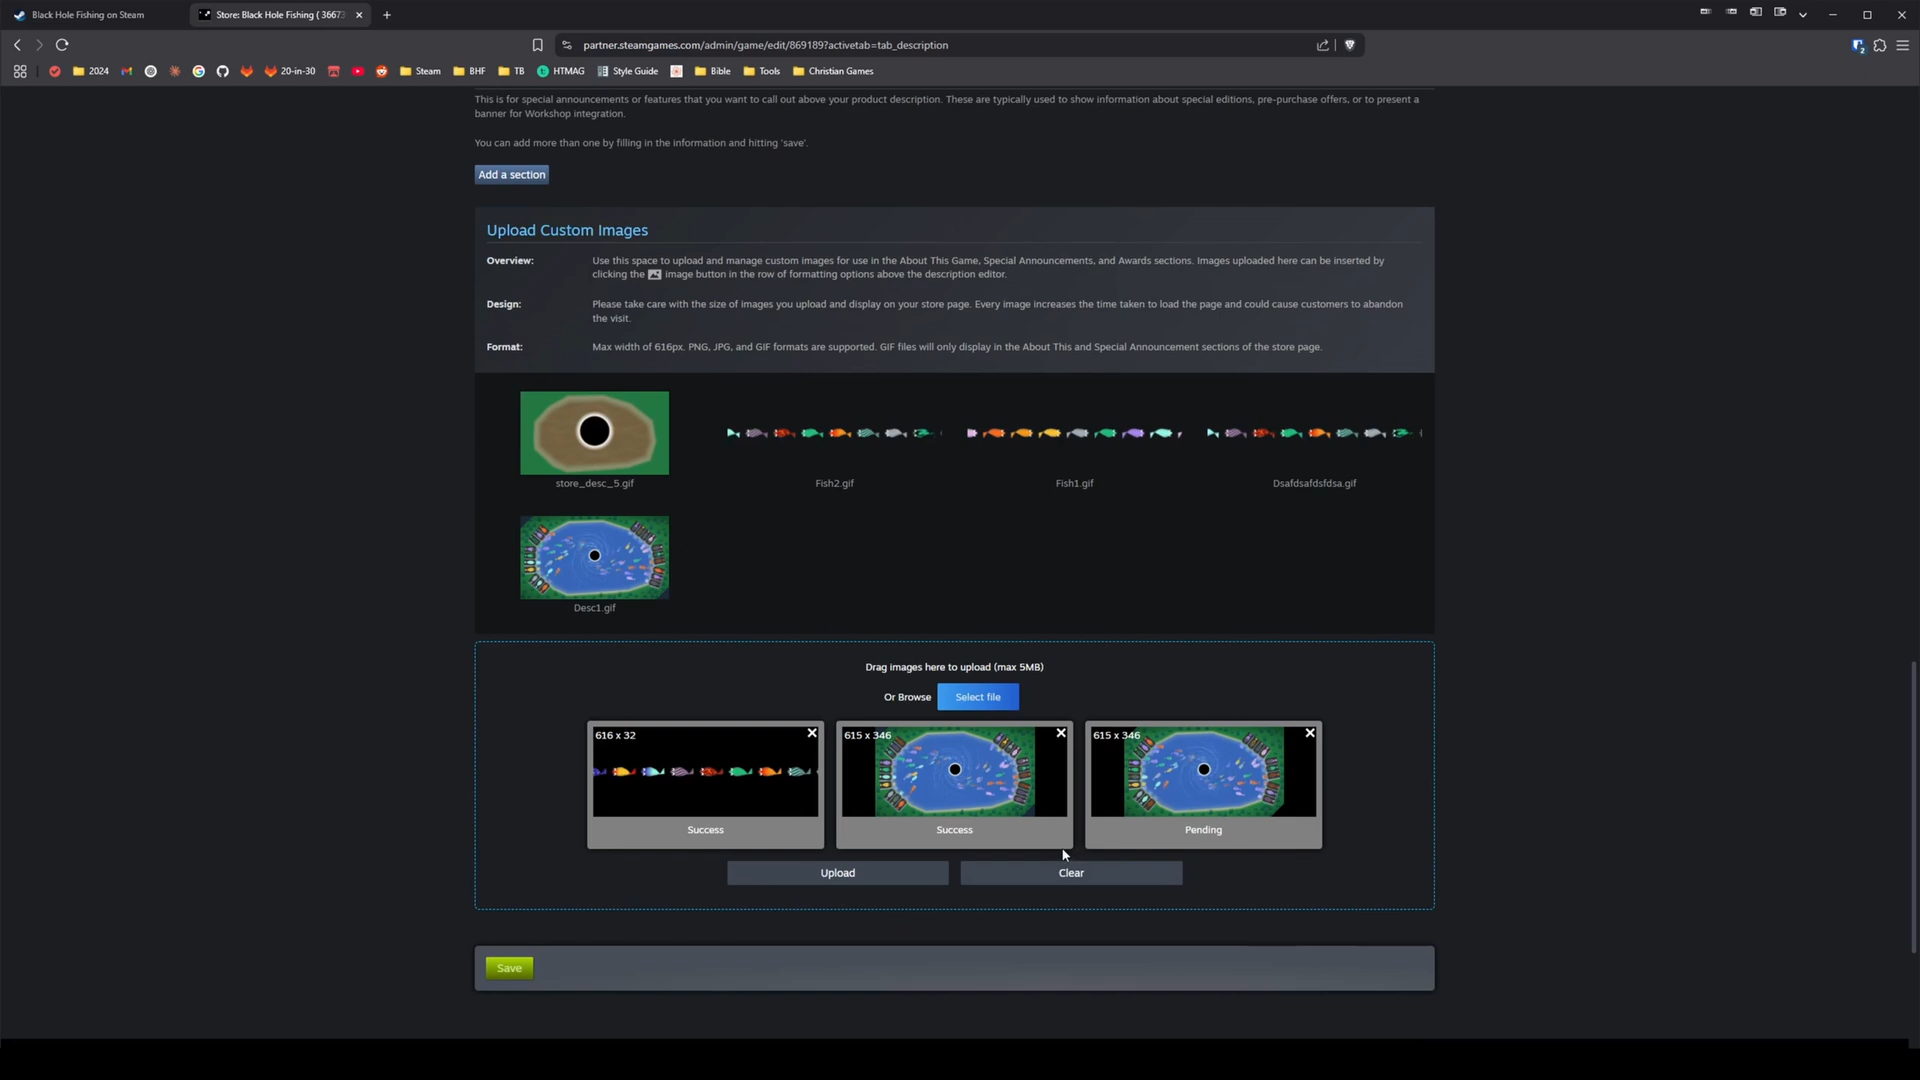 Black Hole Fishing on Steam
Store: Black Hole Fishing ( 36673
partner.steamgames.com/admin/game/edit/869189?activetab=tab_description
2024
20-in-30
Steam
BHF
TB
HTMAG
Style Guide
Bible
Tools
Christian Games
This is for special announcements or features that you want to call out above your product description. These are typically used to show information about special editions, pre-purchase offers, or to present a
banner for Workshop integration.
You can add more than one by filling in the information and hitting 'save'.
Add a section
Upload Custom Images
Overview: Use this space to upload and manage custom images for use in the About This Game, Special Announcements, and Awards sections. Images uploaded here can be inserted by
clicking the image button in the row of formatting options above the description editor.
Design: Please take care with the size of images you upload and display on your store page. Every image increases the time taken to load the page and could cause customers to abandon
the visit.
Format: Max width of 616px. PNG, JPG, and GIF formats are supported. GIF files will only display in the About This and Special Announcement sections of the store page.
store_desc_5.gif
Fish2.gif
Fish1.gif
Dsafdsafdsfdsa.gif
Desc1.gif
Drag images here to upload (max 5MB)
Or Browse Select file
616 x 32
615 x 346
615 x 346
Success
Success
Pending
Upload
Clear
Save